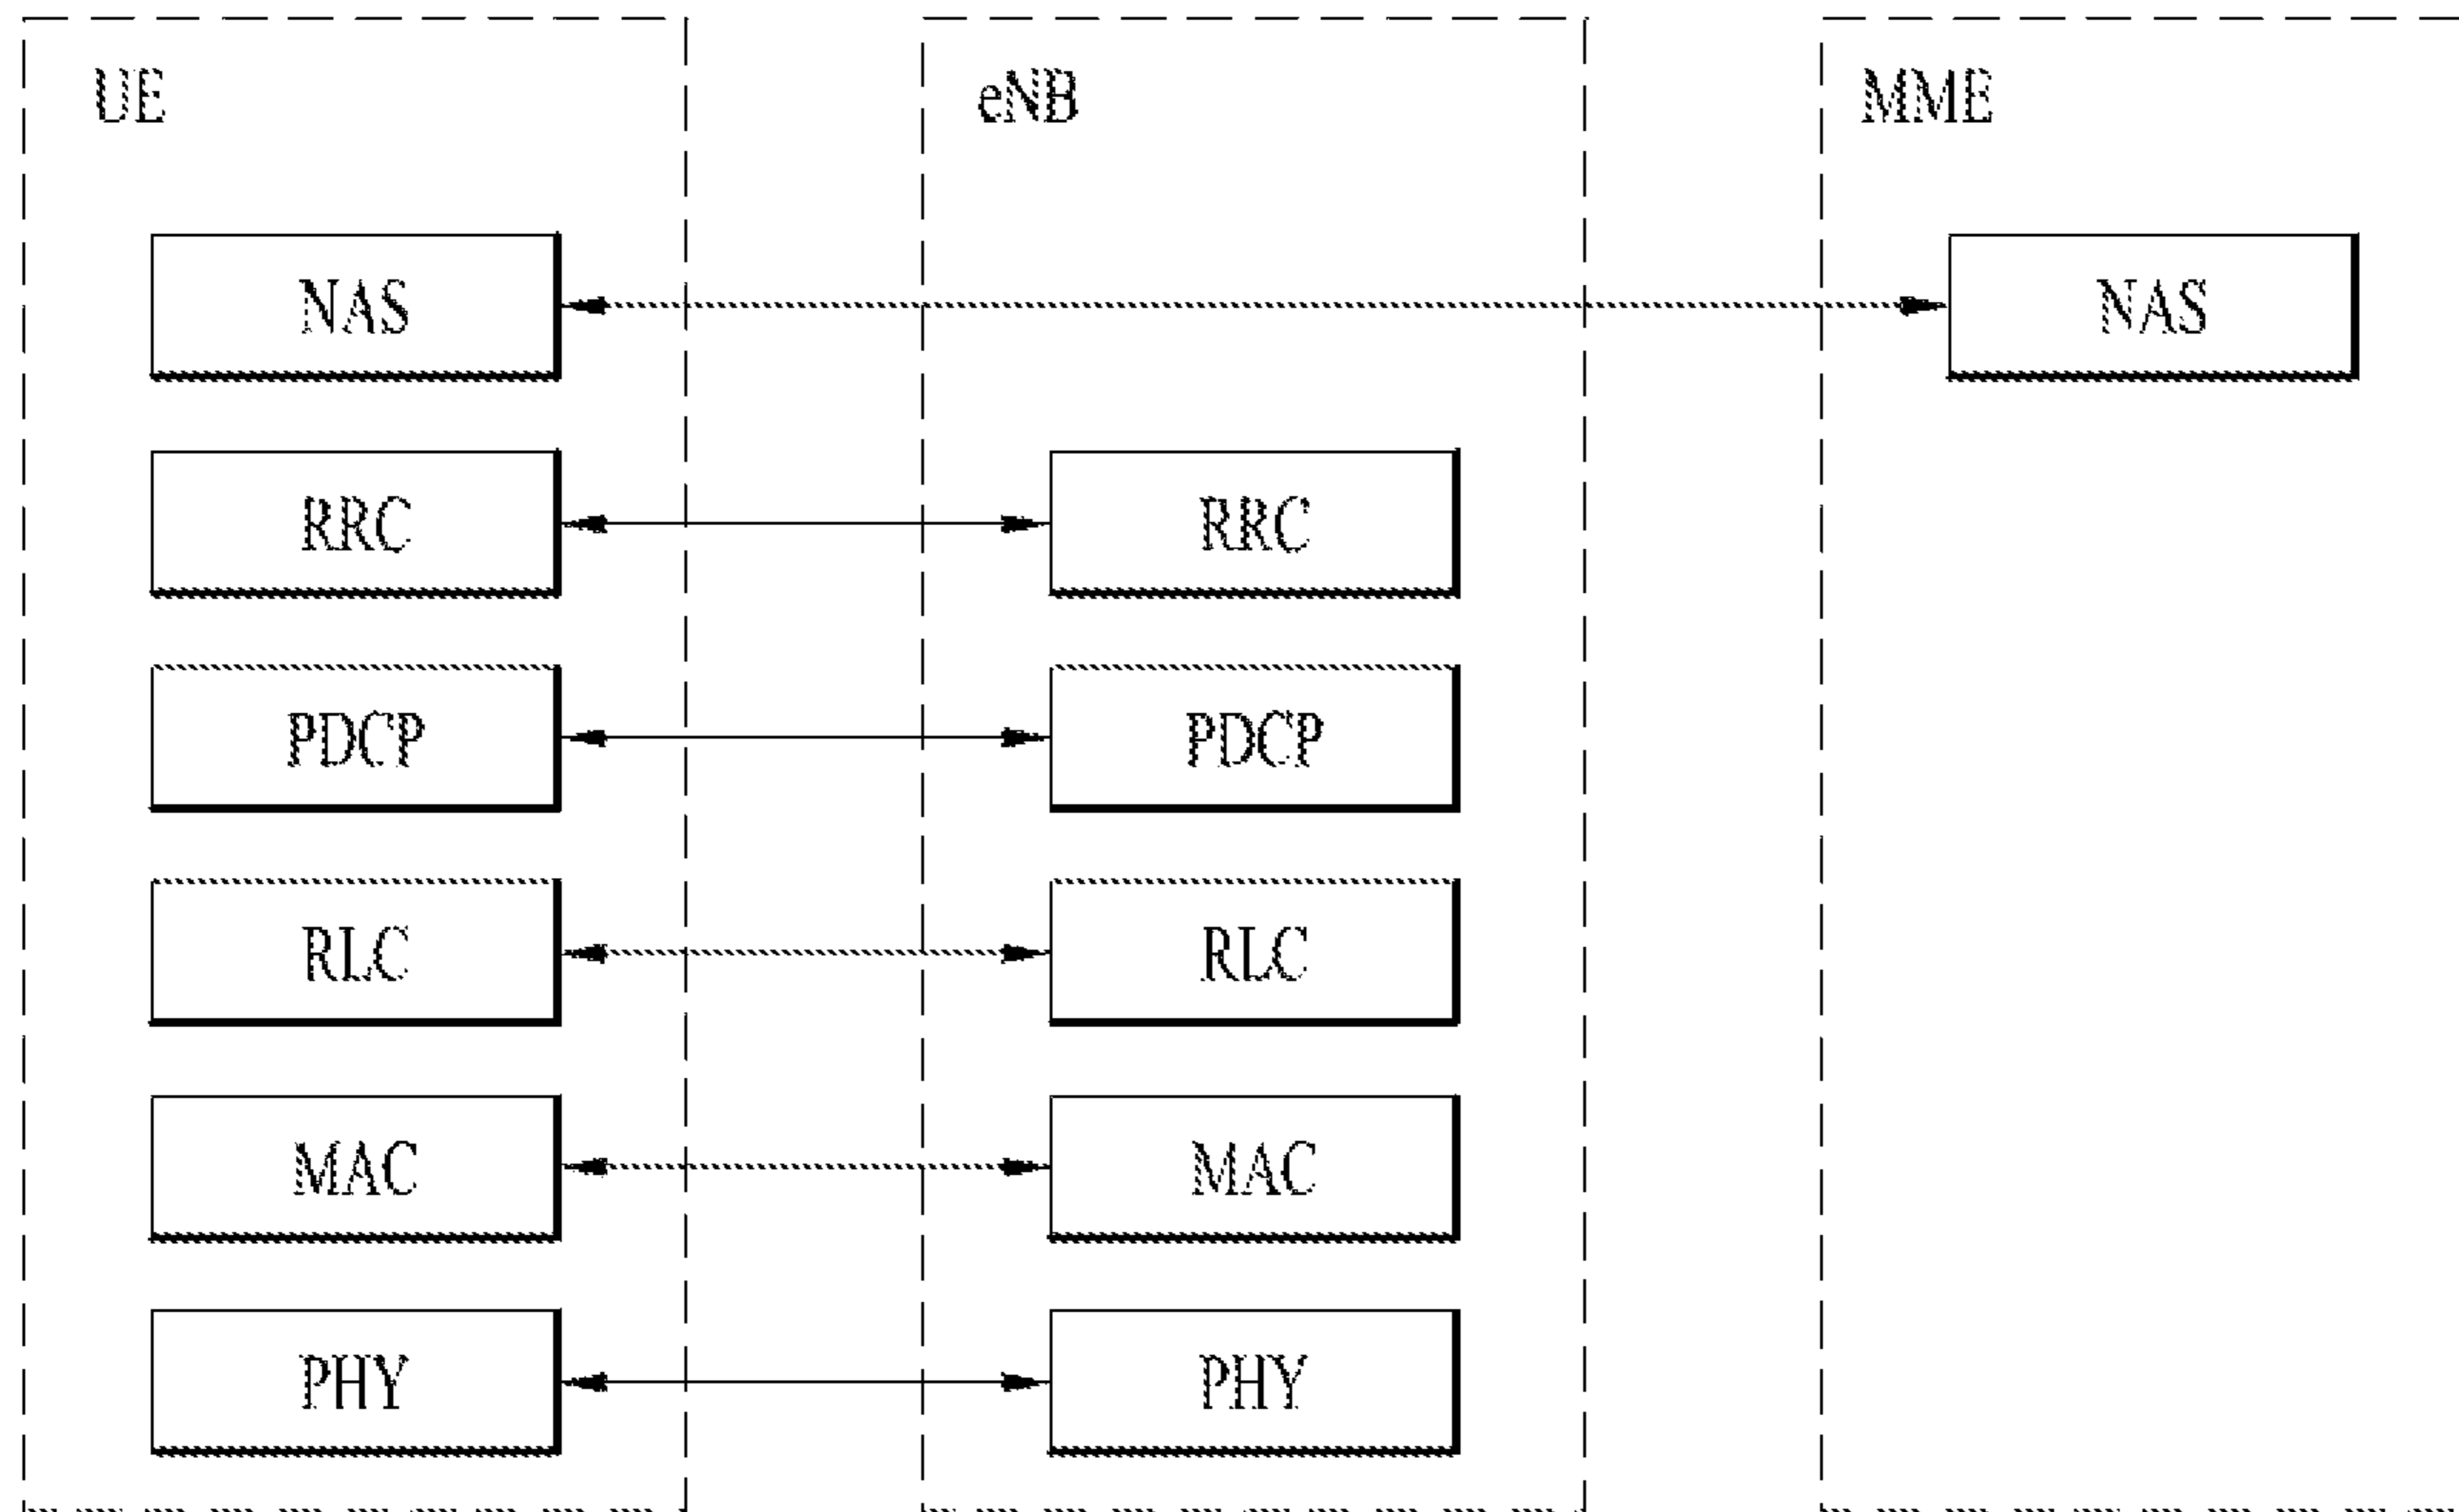 UE
eNB
MME
NAS
NAS
RRC
RRC
PDCP
PDCP
RLC
RLC
MAC
MAC
PHY
PHY